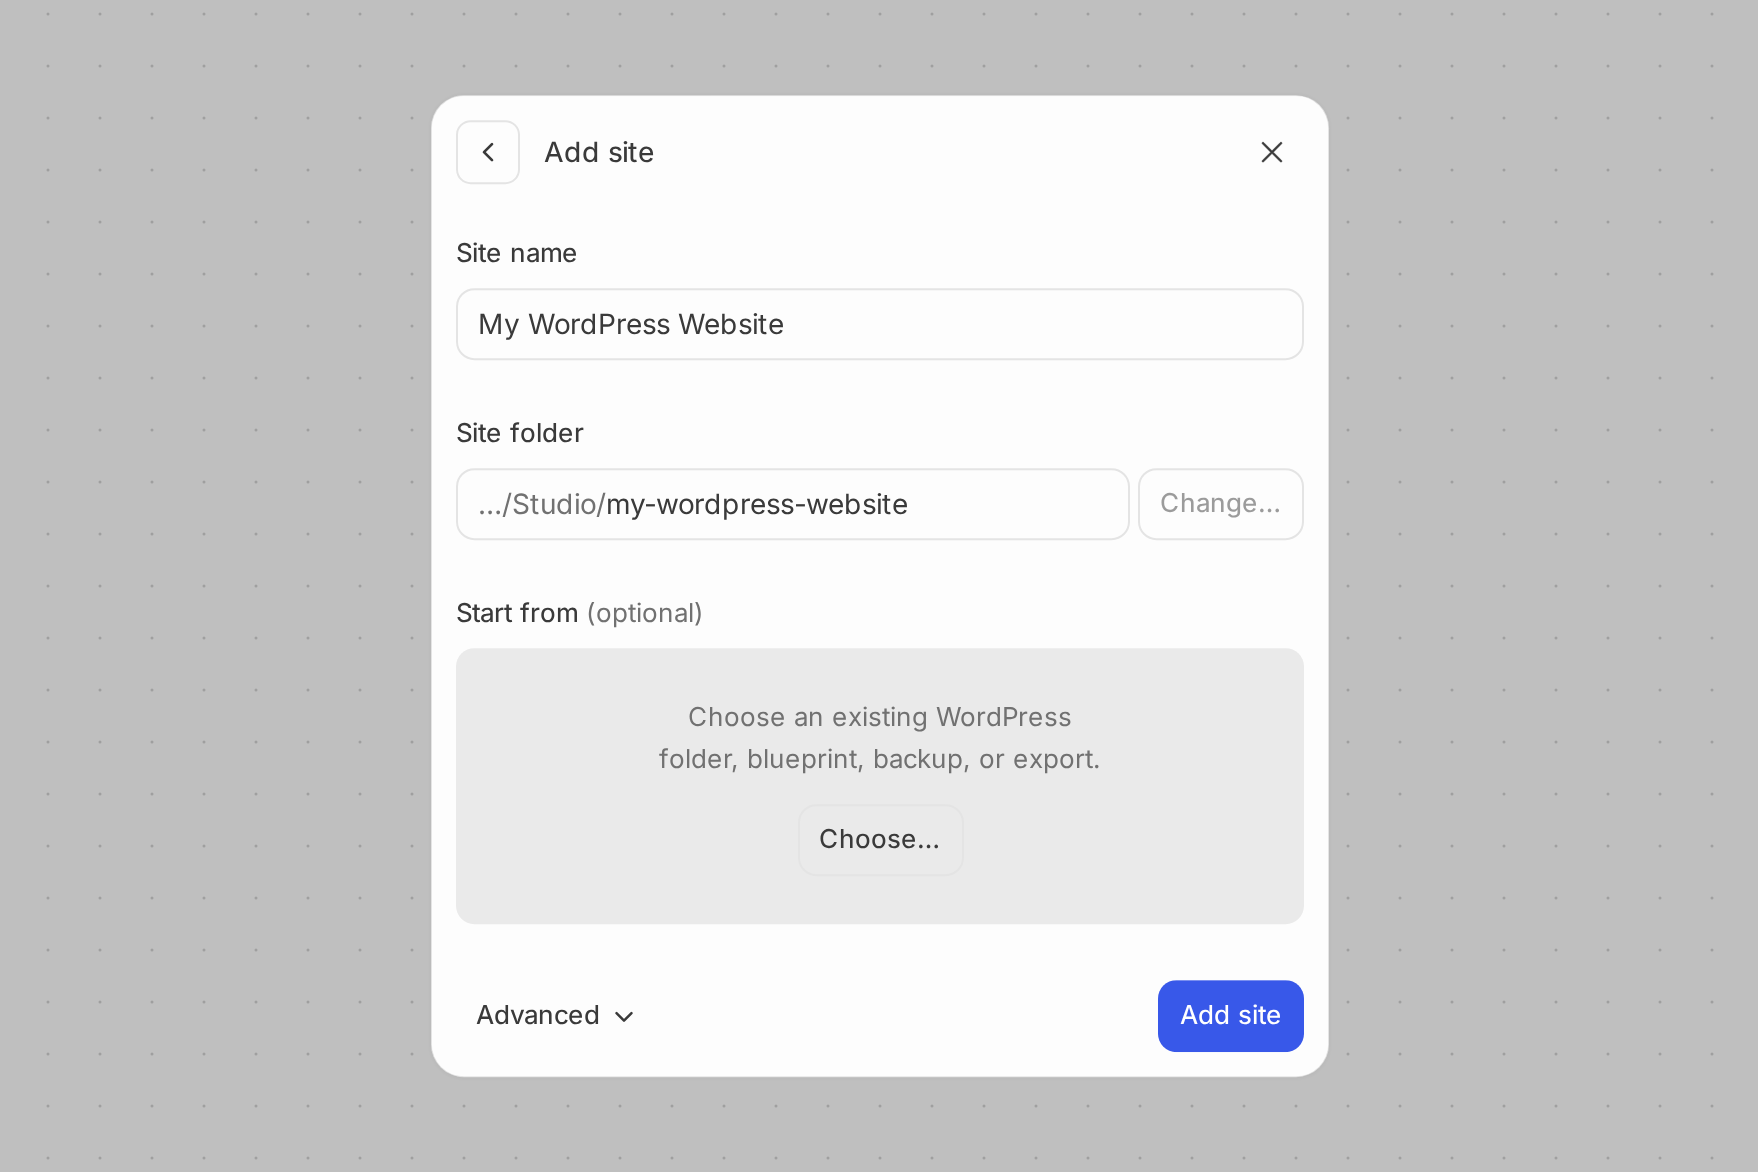 Add site
Site name
My WordPress Website
Site folder
.../Studio/my-wordpress-website
Change...
Start from (optional)
Choose an existing WordPress
folder, blueprint, backup, or export.
Choose...
Advanced
Add site